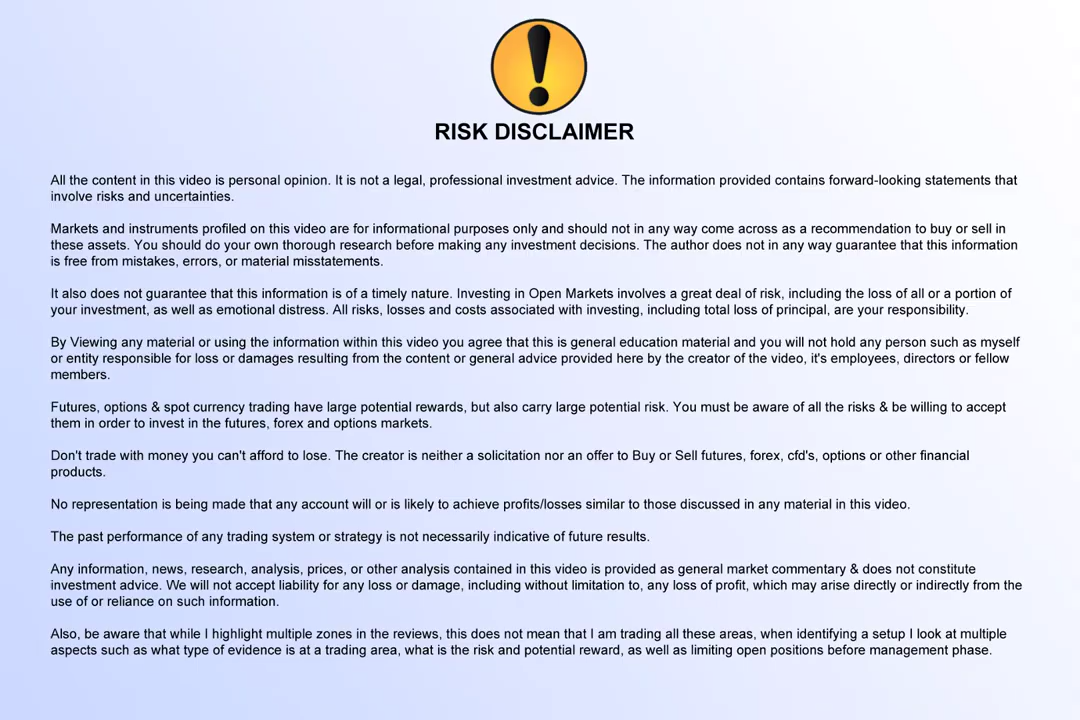 RISK DISCLAIMER
All the content in this video is personal opinion. It is not a legal, professional investment advice. The information provided contains forward-looking statements that
involve risks and uncertainties.
Markets and instruments profiled on this video are for informational purposes only and should not in any way come across as a recommendation to buy or sell in
these assets. You should do your own thorough research before making any investment decisions. The author does not in any way guarantee that this information
is free from mistakes, errors, or material misstatements.
It also does not guarantee that this information is of a timely nature. Investing in Open Markets involves a great deal of risk, including the loss of all or a portion of
your investment, as well as emotional distress. All risks, losses and costs associated with investing, including total loss of principal, are your responsibility.
By Viewing any material or using the information within this video you agree that this is general education material and you will not hold any person such as myself
or entity responsible for loss or damages resulting from the content or general advice provided here by the creator of the video, it's employees, directors or fellow
members.
Futures, options & spot currency trading have large potential rewards, but also carry large potential risk. You must be aware of all the risks & be willing to accept
them in order to invest in the futures, forex and options markets.
Don't trade with money you can't afford to lose. The creator is neither a solicitation nor an offer to Buy or Sell futures, forex, cfd's, options or other financial
products.
No representation is being made that any account will or is likely to achieve profits/losses similar to those discussed in any material in this video.
The past performance of any trading system or strategy is not necessarily indicative of future results.
Any information, news, research, analysis, prices, or other analysis contained in this video is provided as general market commentary & does not constitute
investment advice. We will not accept liability for any loss or damage, including without limitation to, any loss of profit, which may arise directly or indirectly from the
use of or reliance on such information.
Also, be aware that while I highlight multiple zones in the reviews, this does not mean that I am trading all these areas, when identifying a setup I look at multiple
aspects such as what type of evidence is at a trading area, what is the risk and potential reward, as well as limiting open positions before management phase.